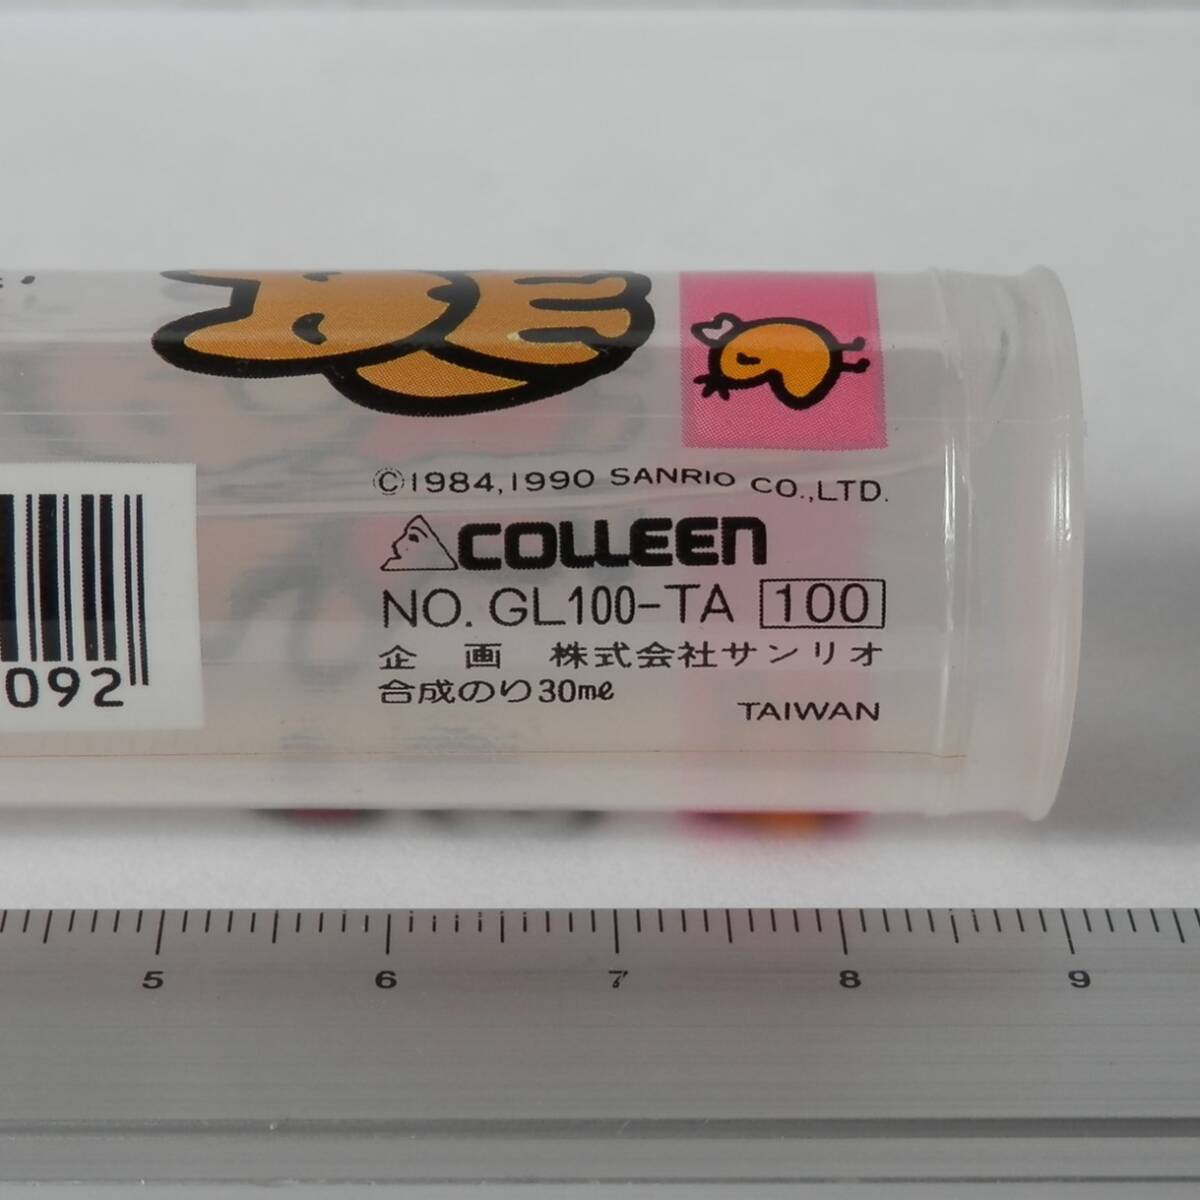 ©1984,1990 SANRIO CO.,LTD.
COLLEEN
NO. GL100-TA 100
企 画 株式会社サンリオ
合成のり30mℓ
TAIWAN
092
5 6 7 8 9